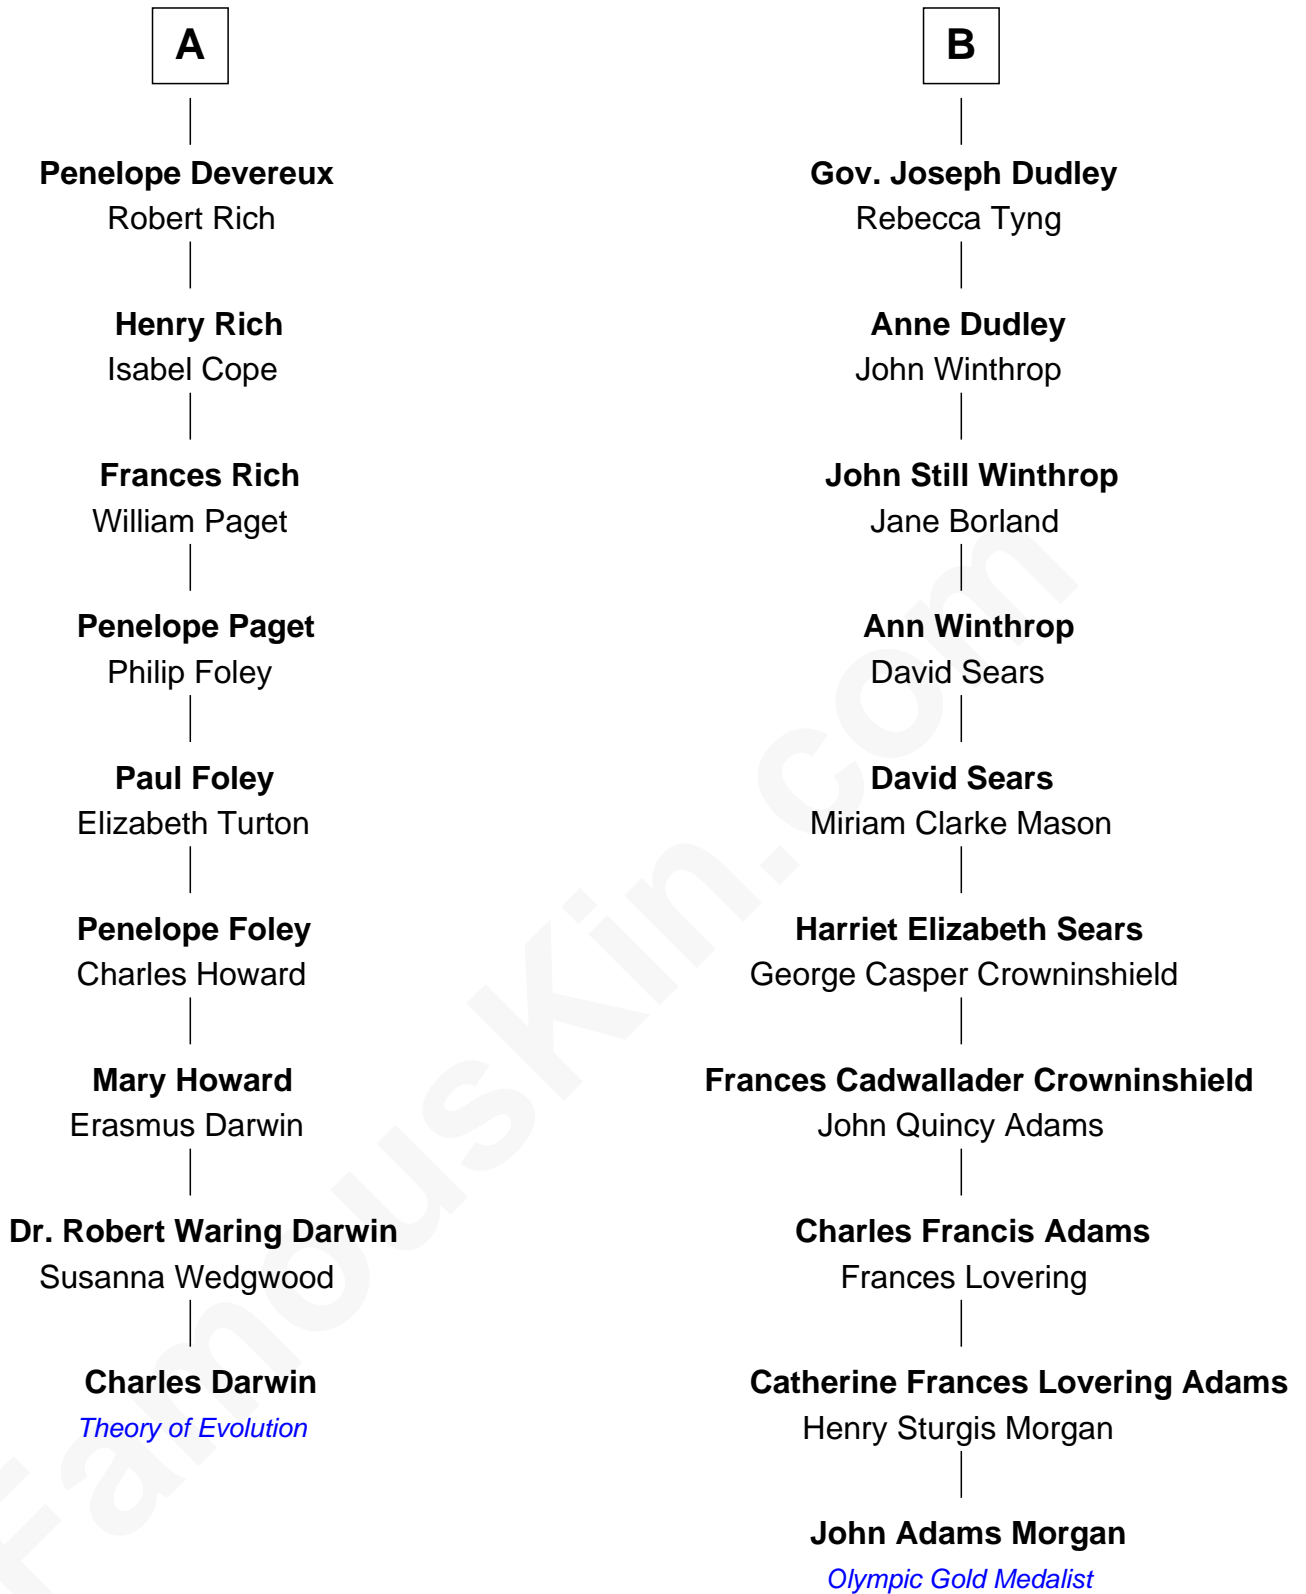 A
Penelope Devereux
Robert Rich
Henry Rich
Isabel Cope
Frances Rich
William Paget
Penelope Paget
Philip Foley
Paul Foley
Elizabeth Turton
Penelope Foley
Charles Howard
Mary Howard
Erasmus Darwin
Dr. Robert Waring Darwin
Susanna Wedgwood
Charles Darwin
Theory of Evolution
B
Gov. Joseph Dudley
Rebecca Tyng
Anne Dudley
John Winthrop
John Still Winthrop
Jane Borland
Ann Winthrop
David Sears
David Sears
Miriam Clarke Mason
Harriet Elizabeth Sears
George Casper Crowninshield
Frances Cadwallader Crowninshield
John Quincy Adams
Charles Francis Adams
Frances Lovering
Catherine Frances Lovering Adams
Henry Sturgis Morgan
John Adams Morgan
Olympic Gold Medalist
FamousKin.com